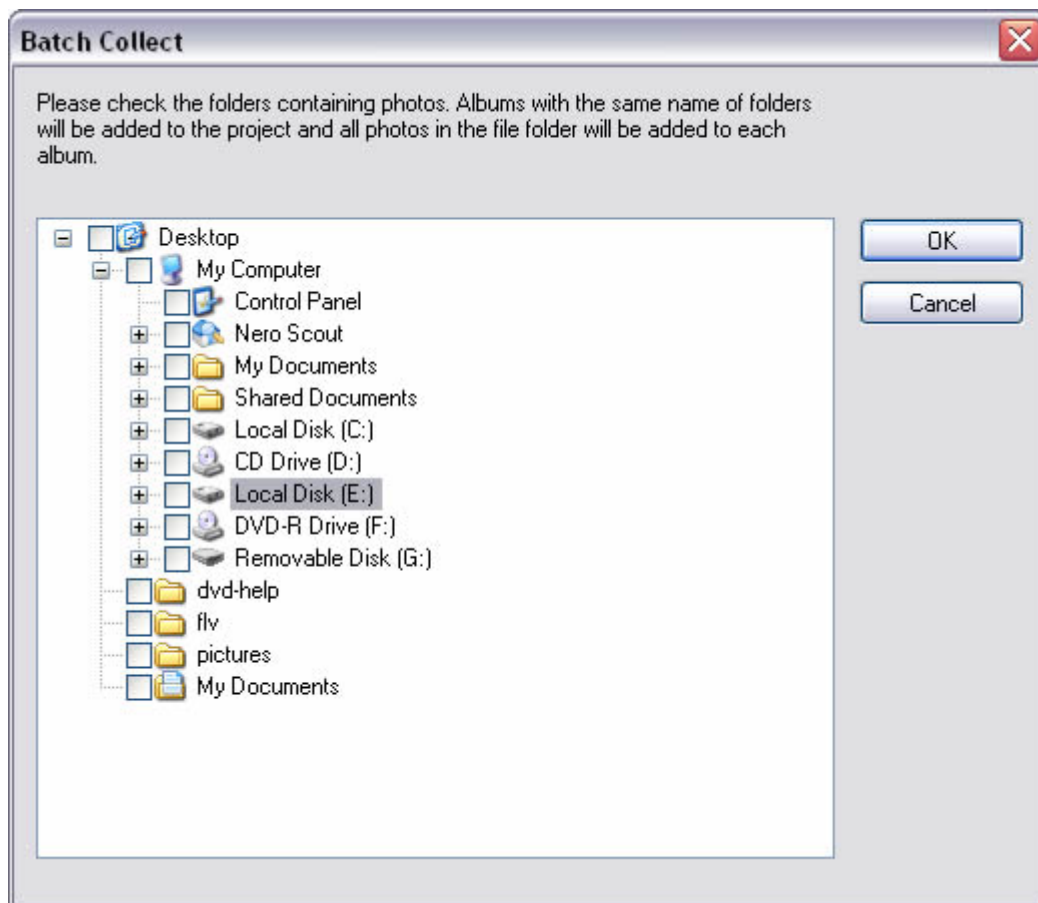 Batch Collect
Please check the folders containing photos. Albums with the same name of folders
will be added to the project and all photos in the file folder will be added to each
album.
Desktop
OK
My Computer
Control Panel
Cancel
Nero Scout
My Documents
Shared Documents
Local Disk (C:)
CD Drive (D:)
Local Disk (E:)
DVD-R Drive (F:)
Removable Disk (G:)
dvd-help
flv
pictures
My Documents